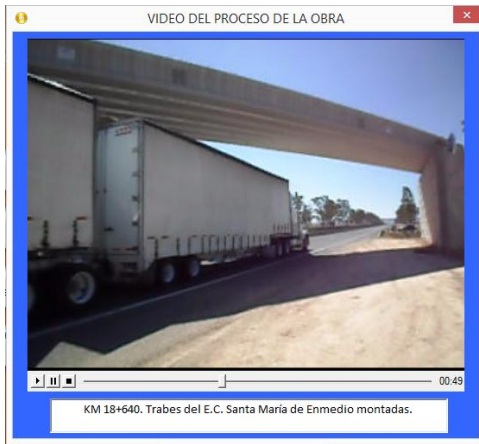 VIDEO DEL PROCESO DE LA OBRA
00:49
KM 18+640. Trabes del E.C. Santa María de Enmedio montadas.